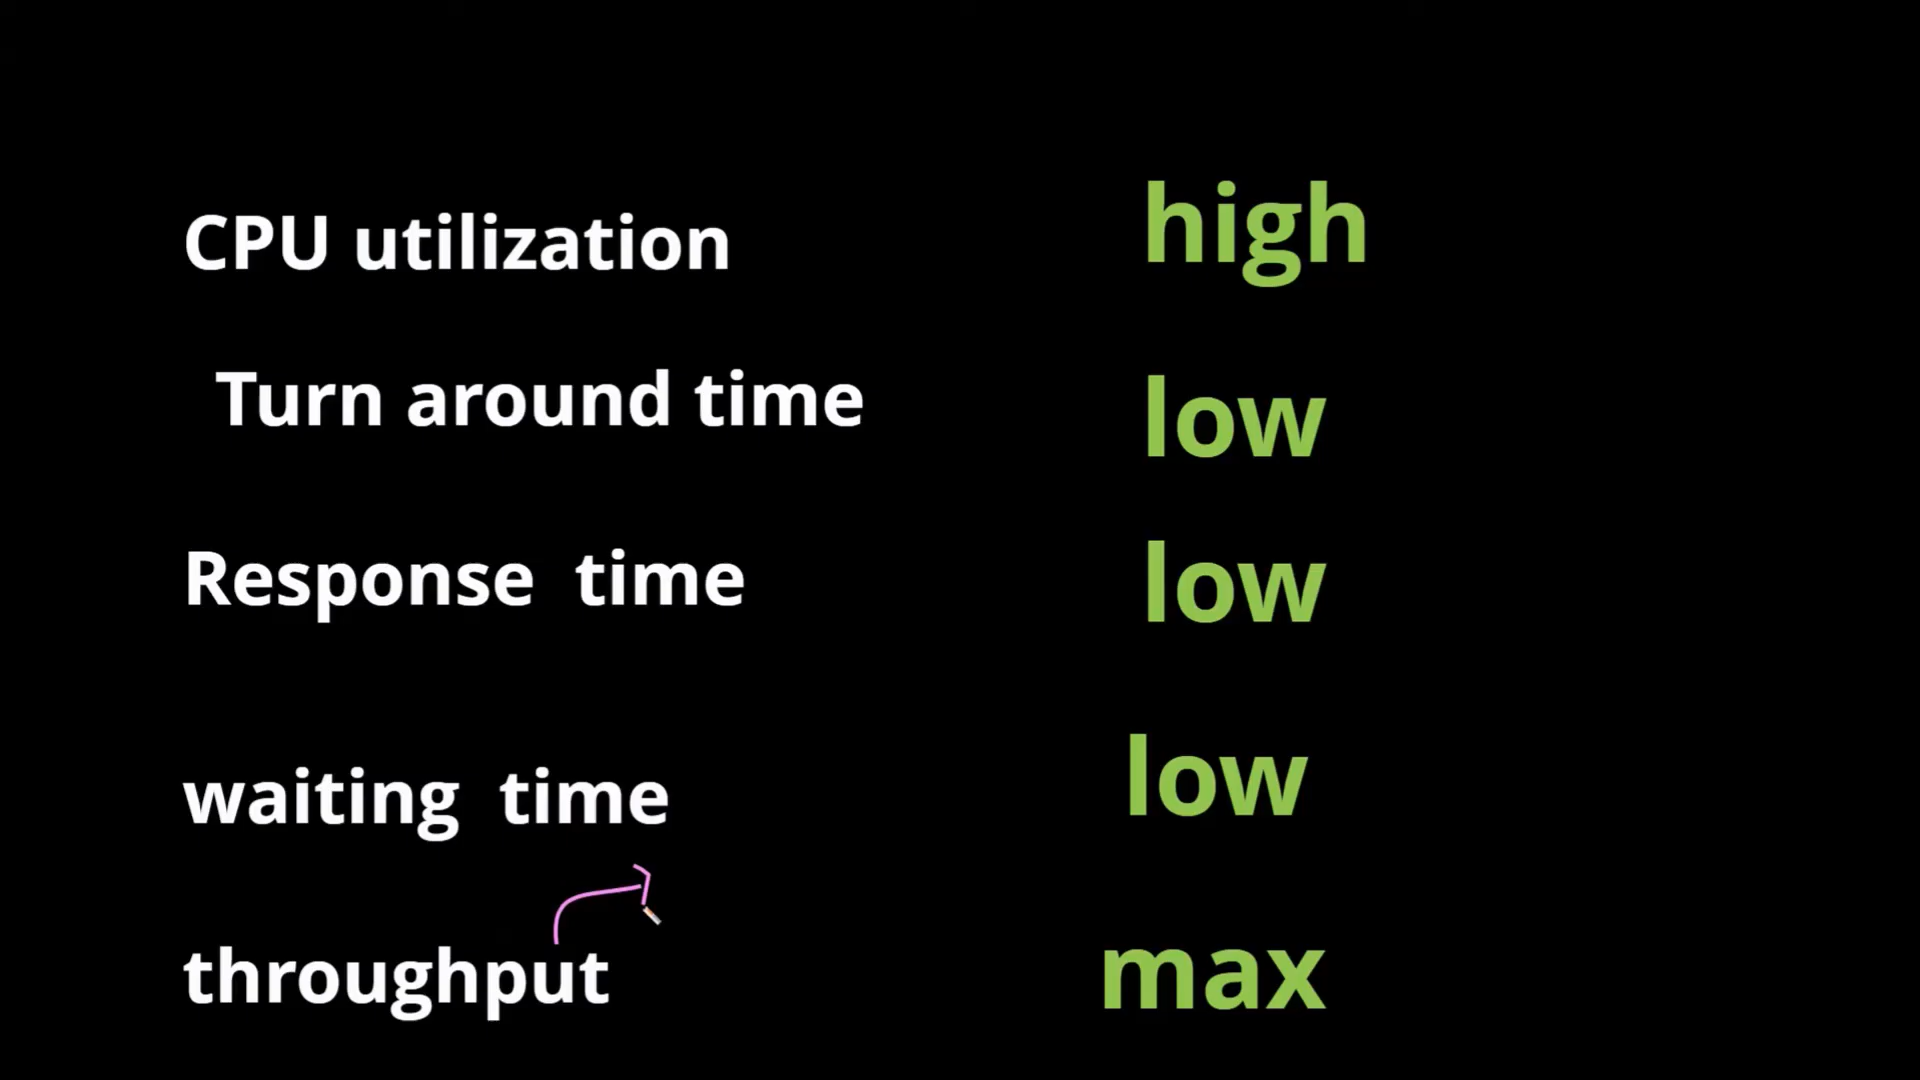 CPU utilization high
Turn around time low
Response time low
waiting time low
throughput max